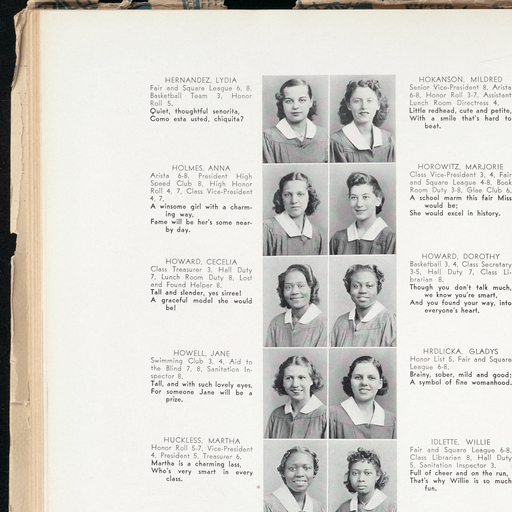 HERNANDEZ, LYDIA
Fair and Square League 6, 8,
Basketball Team 3, Honor
Roll 5.
Quiet, thoughtful senorita,
Como esta usted, chiquita?
HOLMES, ANNA
Arista 6-8, President High
Speed Club 8, High Honor
Roll 4, 7, Class Vice-President
4, 7.
A winsome girl with a charm-
ing way,
Fame will be her's some near-
by day.
HOWARD, CECELIA
Class Treasurer 3, Hall Duty
7, Lunch Room Duty 8, Lost
and Found Helper 8.
Tall and slender, yes sirree!
A graceful model she would
be!
HOWELL, JANE
Swimming Club 3, 4, Aid to
the Blind 7, 8, Sanitation In-
spector 8.
Tall, and with such lovely eyes,
For someone Jane will be a
prize.
HUCKLESS, MARTHA
Honor Roll 5-7, Vice-President
4, President 5, Treasurer 6.
Martha is a charming lass,
Who's very smart in every
class.
HOKANSON, MILDRED
Senior Vice-President 8, Arista
6-8, Honor Roll 3-7, Assistant
Lunch Room Directress 4.
Little redhead, cute and petite,
With a smile that's hard to
beat.
HOROWITZ, MARJORIE
Class Vice-President 3, 4, Fair
and Square League 4-8, Book
Room Duty 3-8, Glee Club 6.
A school marm this fair Miss
would be;
She would excel in history.
HOWARD, DOROTHY
Basketball 3, 4, Class Secretary
3-5, Hall Duty 7, Class Li-
brarian 8.
Though you don't talk much,
we know you're smart,
And you found your way, into
everyone's heart.
HRDLICKA, GLADYS
Honor List 5, Fair and Square
League 6-8.
Brainy, sober, mild and good;
A symbol of fine womanhood.
IDLETTE, WILLIE
Fair and Square League 6-8,
Class Librarian 8, Hall Duty
5, Sanitation Inspector 3.
Full of cheer and on the run,
That's why Willie is so much
fun.